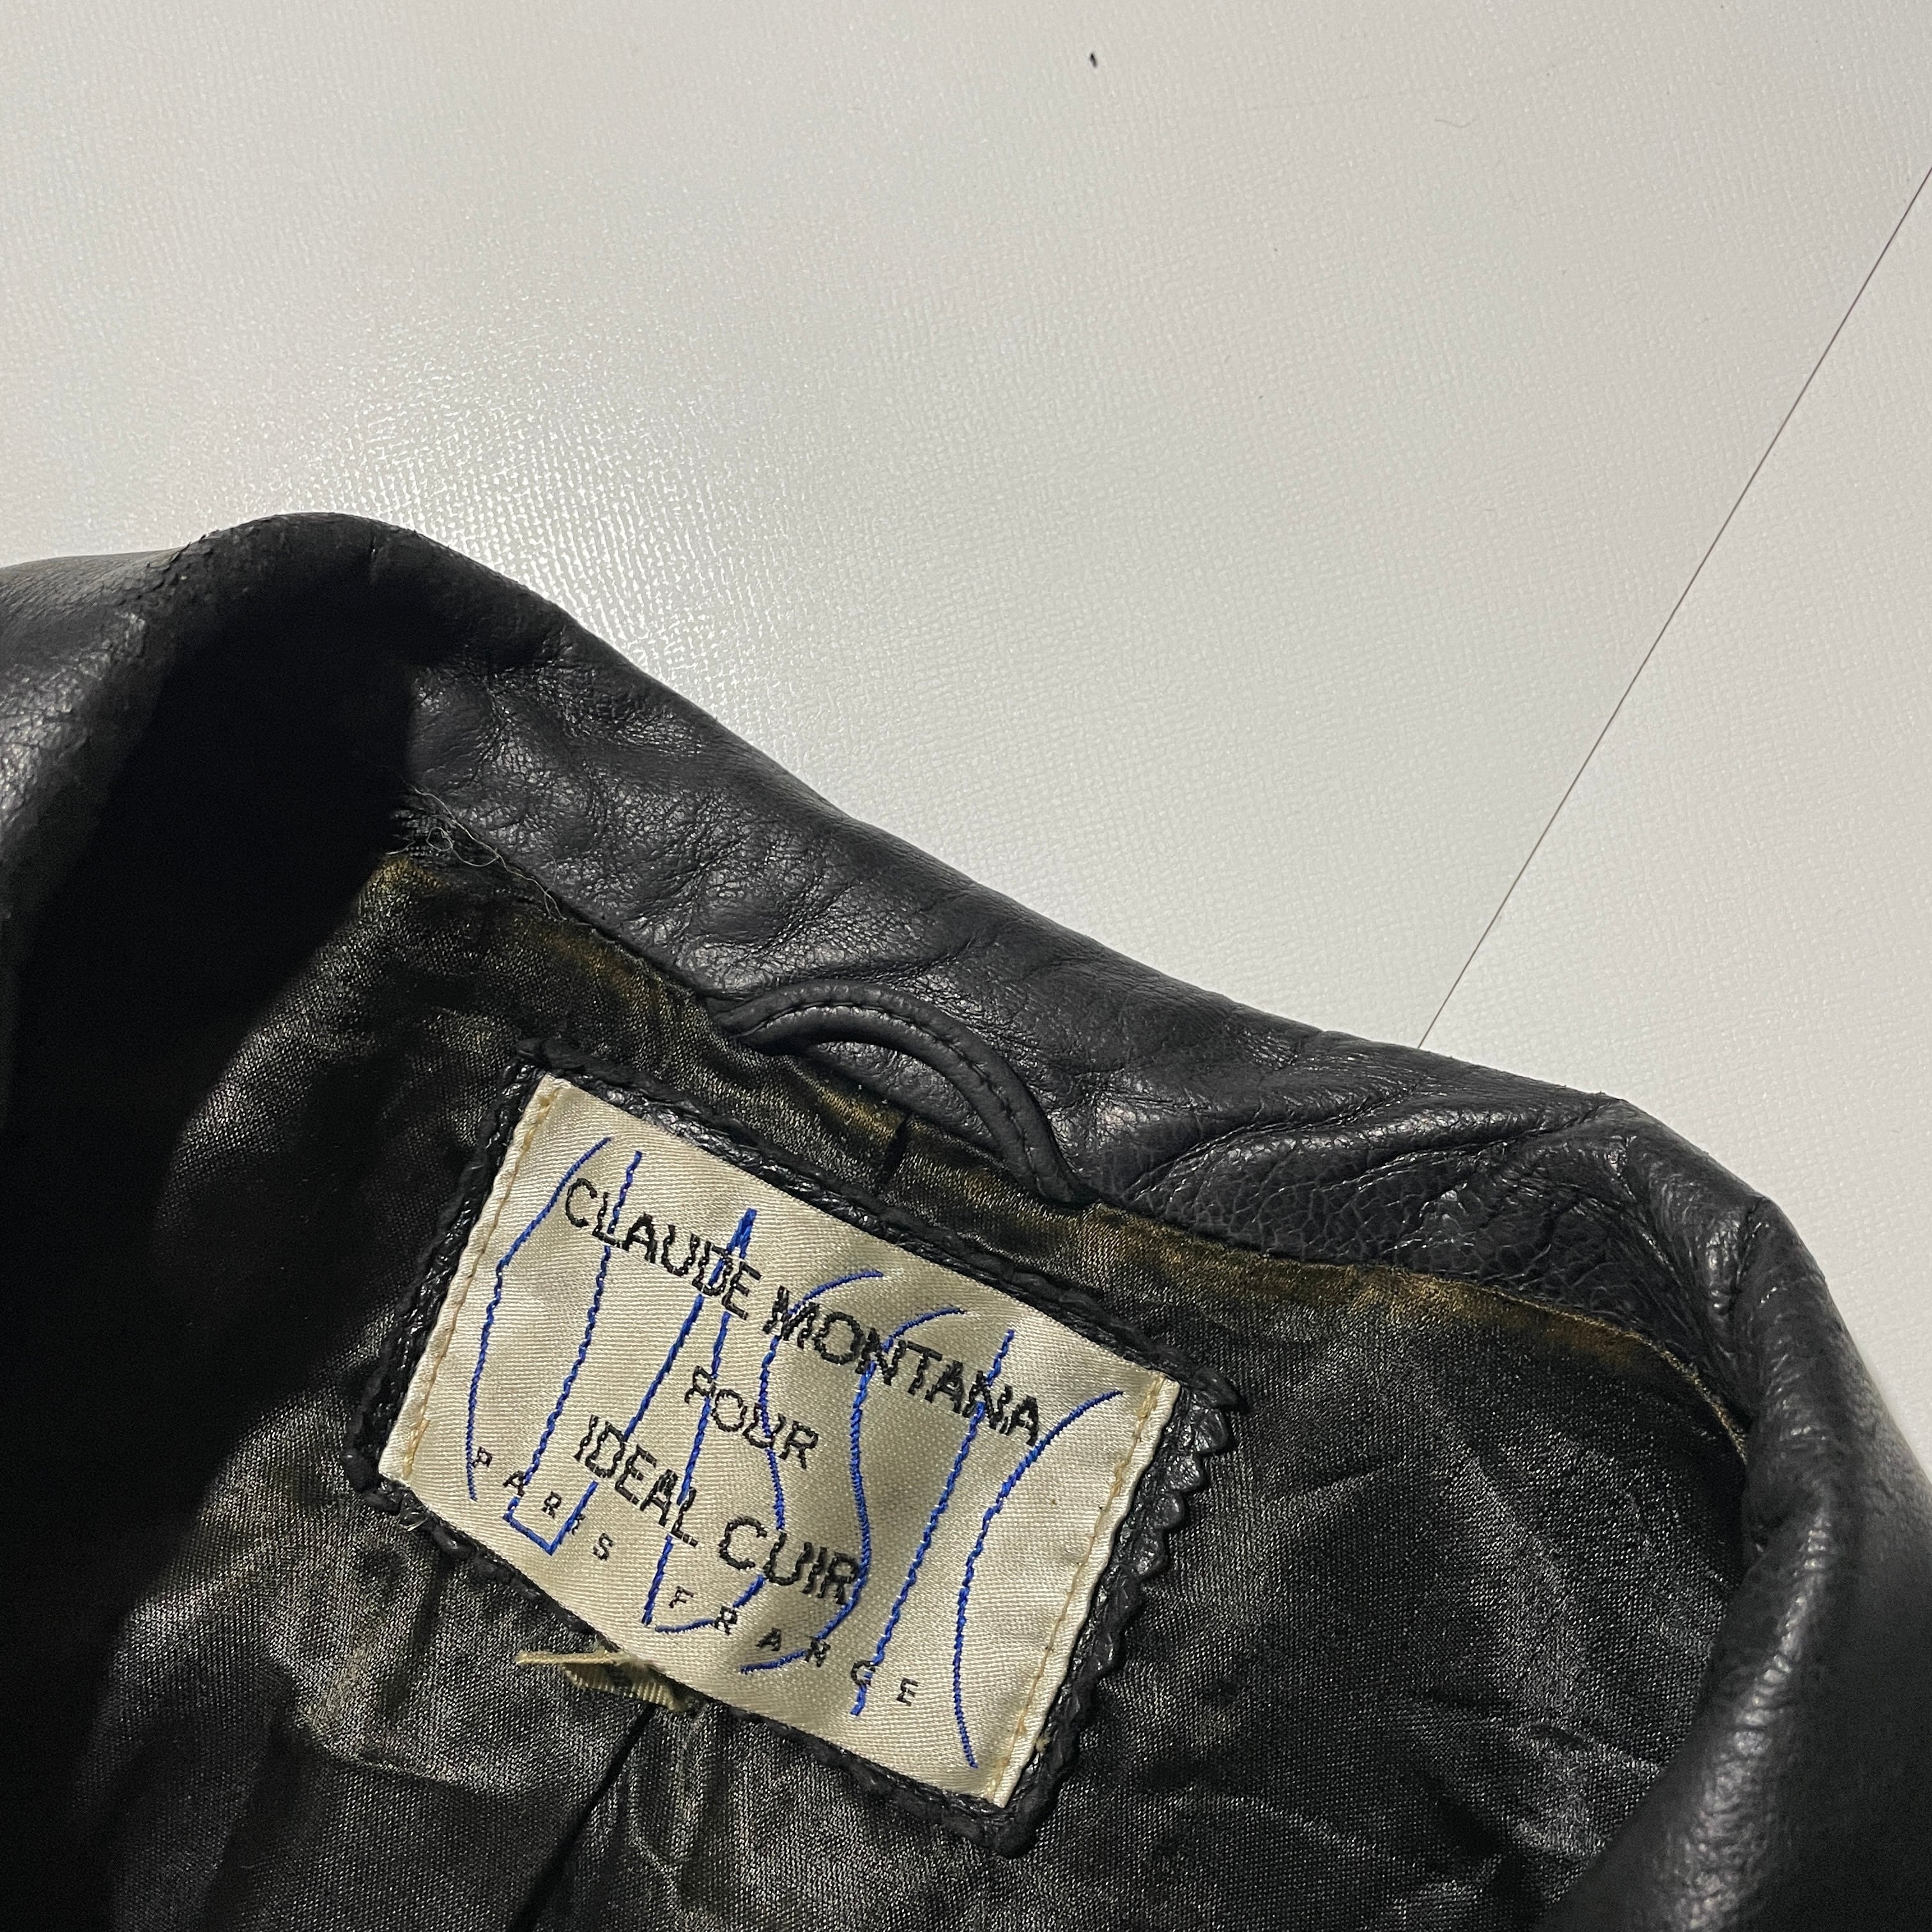 CLAUDE MONTANA
POUR
IDEAL CUIR
PARIS FRANCE